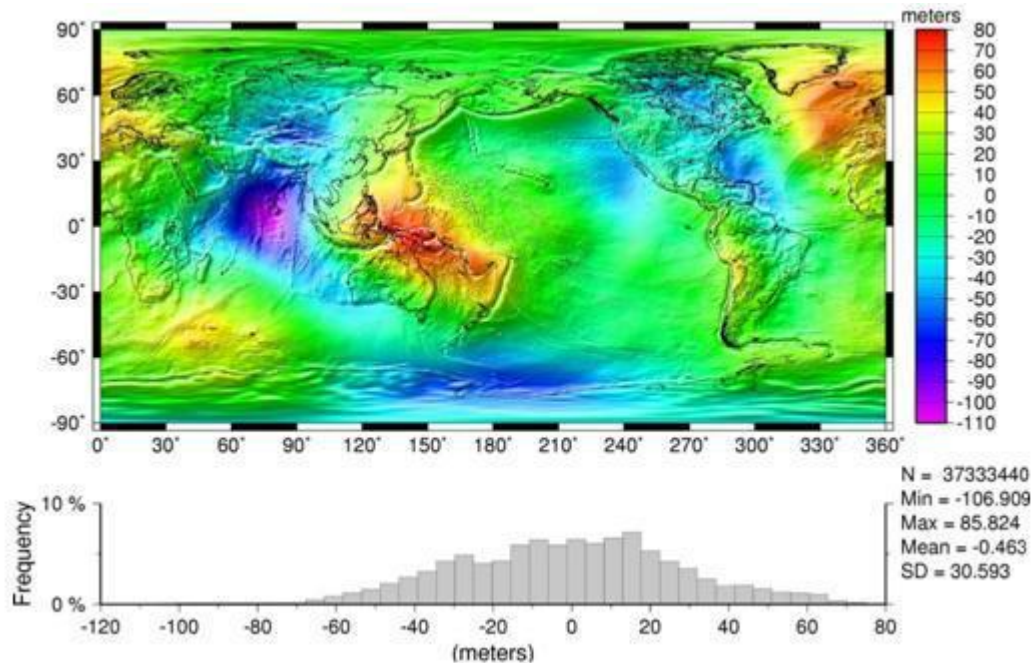 meters
90°
60°
30°
0°
-30°
-60°
-90°
0° 30° 60° 90° 120° 150° 180° 210° 240° 270° 300° 330° 360°
80
70
60
50
40
30
20
10
0
-10
-20
-30
-40
-50
-60
-70
-80
-90
-100
-110
N = 37333440
Min = -106.909
Max = 85.824
Mean = -0.463
SD = 30.593
10 %
Frequency
0 %
-120 -100 -80 -60 -40 -20 0 20 40 60 80
(meters)